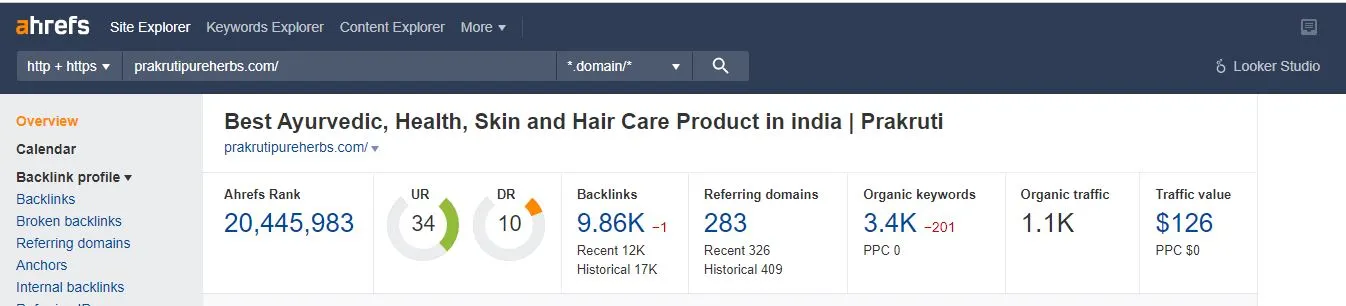 ahrefs Site Explorer Keywords Explorer Content Explorer More
http + https prakrutipureherbs.com/ *.domain/* Looker Studio
Overview
Calendar
Backlink profile
Backlinks
Broken backlinks
Referring domains
Anchors
Internal backlinks
Best Ayurvedic, Health, Skin and Hair Care Product in india | Prakruti
prakrutipureherbs.com/
Ahrefs Rank
20,445,983
UR
34
DR
10
Backlinks
9.86K −1
Recent 12K
Historical 17K
Referring domains
283
Recent 326
Historical 409
Organic keywords
3.4K −201
PPC 0
Organic traffic
1.1K
Traffic value
$126
PPC $0